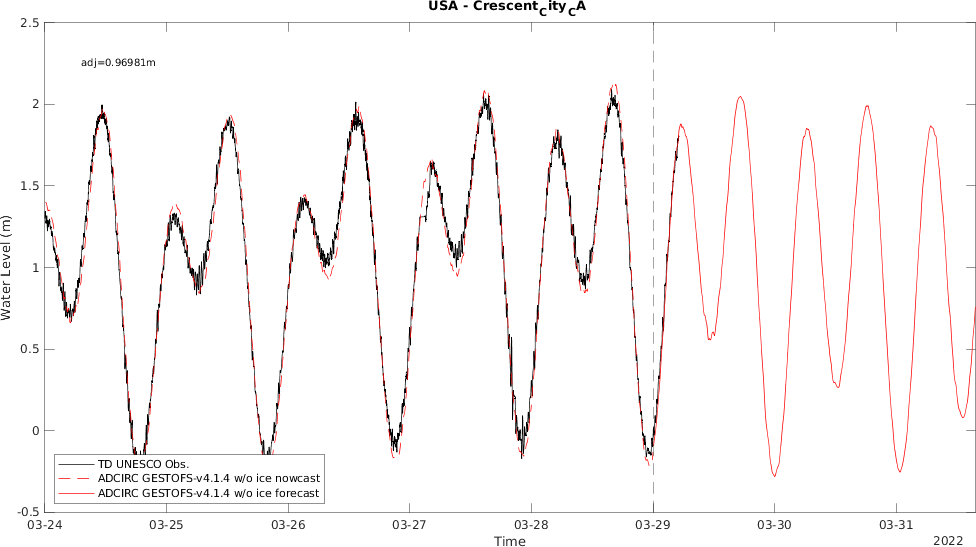 USA - Crescent_City_CA
adj=0.96981m
2.5
2
1.5
1
0.5
0
-0.5
Water Level (m)
TD UNESCO Obs.
ADCIRC GESTOFS-v4.1.4 w/o ice nowcast
ADCIRC GESTOFS-v4.1.4 w/o ice forecast
03-24 03-25 03-26 03-27 03-28 03-29 03-30 03-31
Time
2022